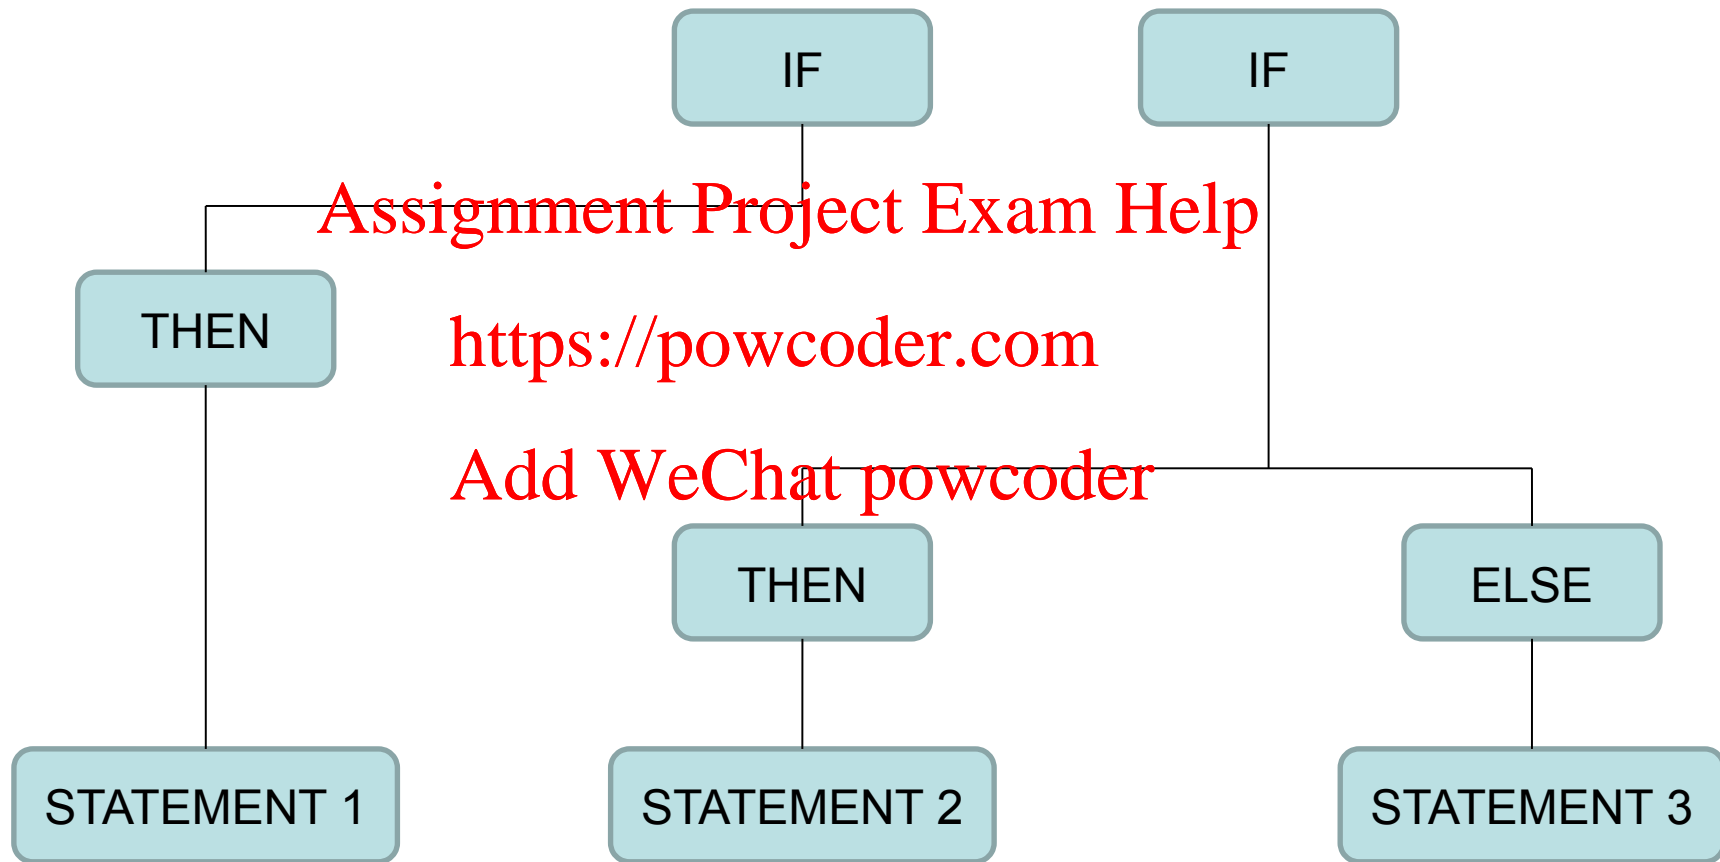 IF
IF
Assignment Project Exam Help
THEN
https://powcoder.com
Add WeChat powcoder
THEN
ELSE
STATEMENT 1
STATEMENT 2
STATEMENT 3